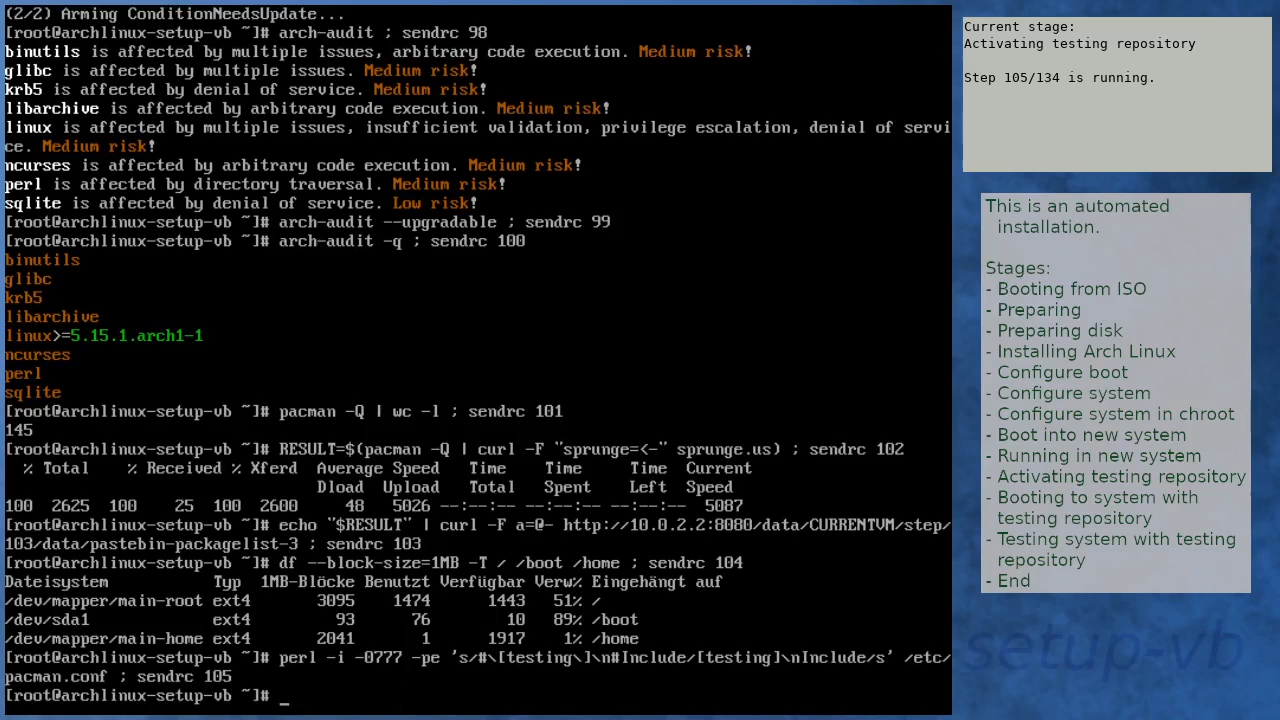 (2/2) Arming ConditionNeedsUpdate...
[root@archlinux-setup-vb ~]# arch-audit ; sendrc 98
binutils is affected by multiple issues, arbitrary code execution. Medium risk!
glibc is affected by multiple issues. Medium risk!
krb5 is affected by denial of service. Medium risk!
libarchive is affected by arbitrary code execution. Medium risk!
linux is affected by multiple issues, insufficient validation, privilege escalation, denial of servi
ce. Medium risk!
ncurses is affected by arbitrary code execution. Medium risk!
perl is affected by directory traversal. Medium risk!
sqlite is affected by denial of service. Low risk!
[root@archlinux-setup-vb ~]# arch-audit --upgradable ; sendrc 99
[root@archlinux-setup-vb ~]# arch-audit -q ; sendrc 100
binutils
glibc
krb5
libarchive
linux>=5.15.1.arch1-1
ncurses
perl
sqlite
[root@archlinux-setup-vb ~]# pacman -Q | wc -l ; sendrc 101
145
[root@archlinux-setup-vb ~]# RESULT=$(pacman -Q | curl -F "sprunge=<-" sprunge.us) ; sendrc 102
  % Total    % Received % Xferd  Average Speed   Time    Time     Time  Current
                                 Dload  Upload   Total   Spent    Left  Speed
100  2625  100    25  100  2600     48   5026 --:--:-- --:--:-- --:--:--  5087
[root@archlinux-setup-vb ~]# echo "$RESULT" | curl -F a=@- http://10.0.2.2:8080/data/CURRENTVM/step/
103/data/pastebin-packagelist-3 ; sendrc 103
[root@archlinux-setup-vb ~]# df --block-size=1MB -T / /boot /home ; sendrc 104
Dateisystem           Typ  1MB-Blöcke Benutzt Verfügbar Verw% Eingehängt auf
/dev/mapper/main-root ext4       3095    1474      1443   51% /
/dev/sda1             ext4         93      76        10   89% /boot
/dev/mapper/main-home ext4       2041       1      1917    1% /home
[root@archlinux-setup-vb ~]# perl -i -0777 -pe 's/#\[testing\]\n#Include/[testing]\nInclude/s' /etc/
pacman.conf ; sendrc 105
[root@archlinux-setup-vb ~]# _
Current stage:
Activating testing repository
Step 105/134 is running.
This is an automated
installation.
Stages:
- Booting from ISO
- Preparing
- Preparing disk
- Installing Arch Linux
- Configure boot
- Configure system
- Configure system in chroot
- Boot into new system
- Running in new system
- Activating testing repository
- Booting to system with
testing repository
- Testing system with testing
repository
- End
setup-vb